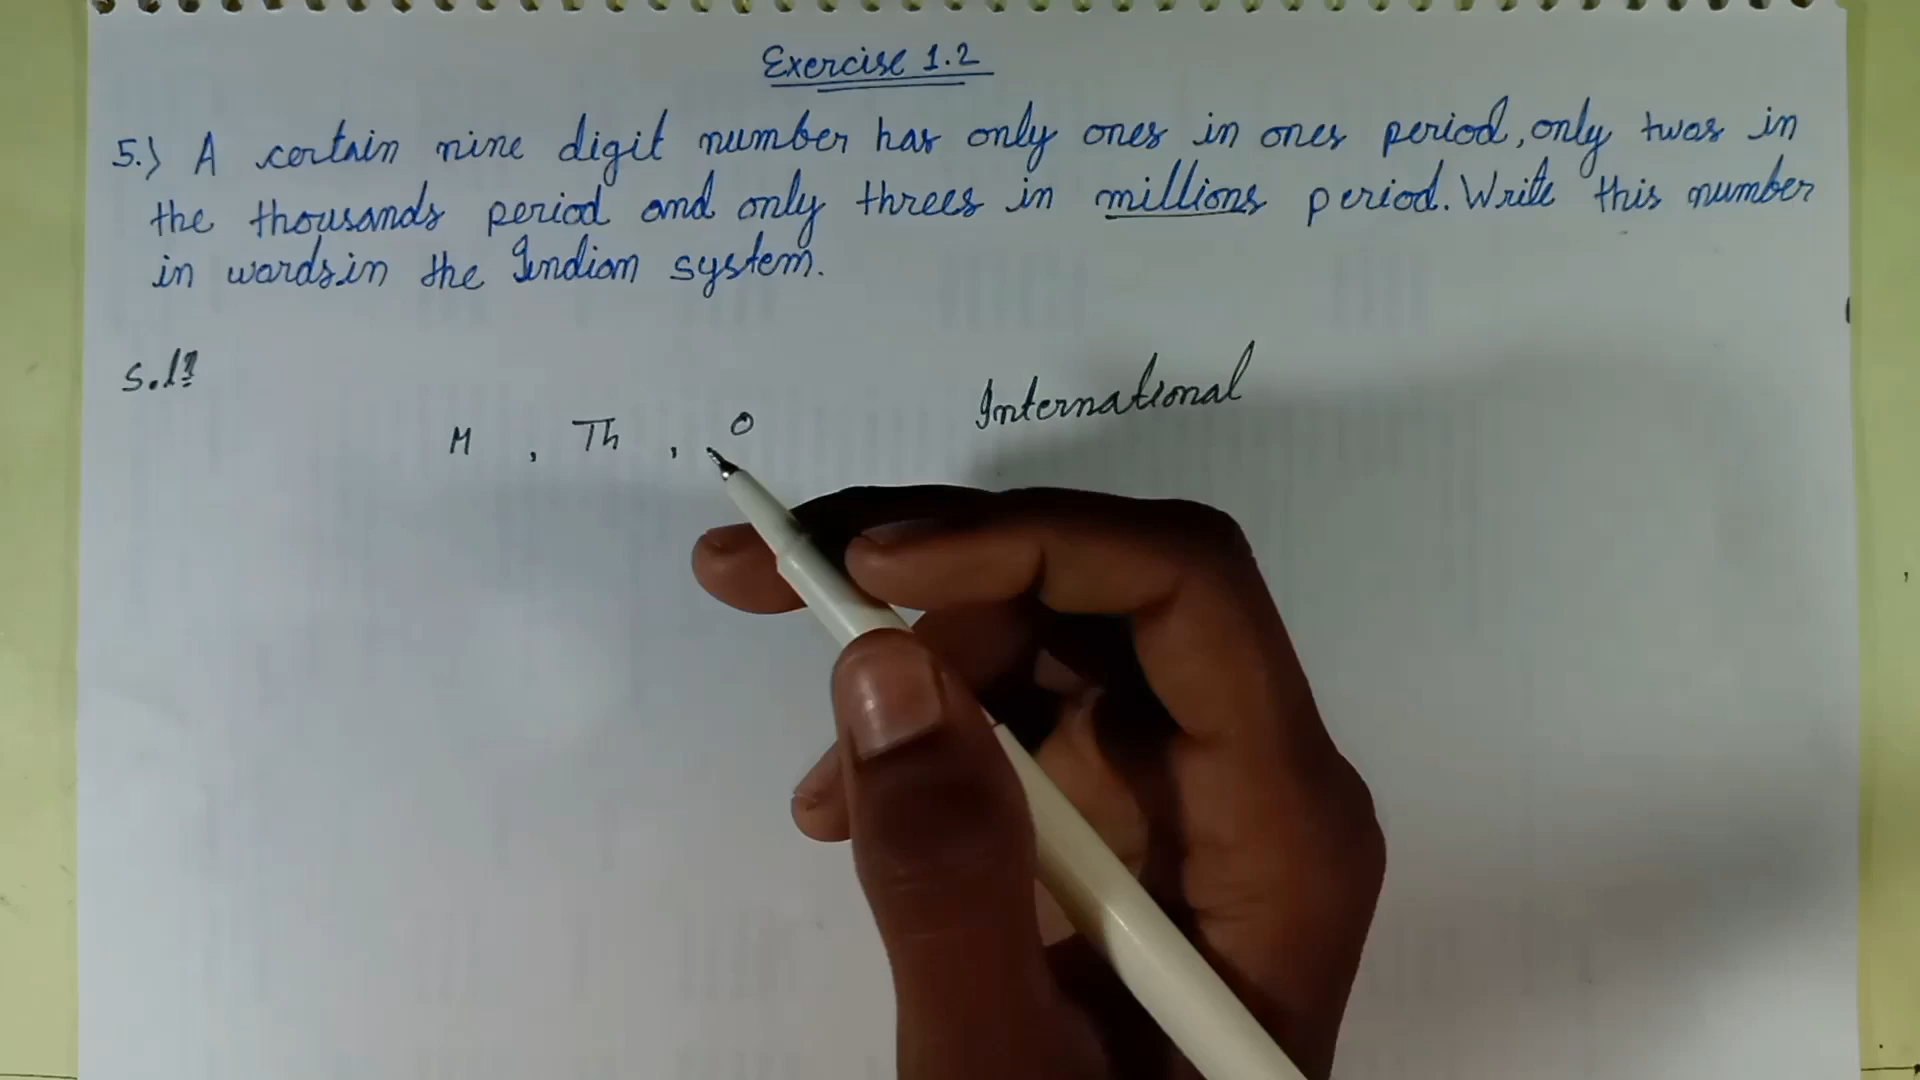 Exercise 1.2
5.) A certain nine digit number has only ones in ones period, only twos in
the thousands period and only threes in millions period. Write this number
in words in the Indian system.
Solⁿ
International
M , Th , O